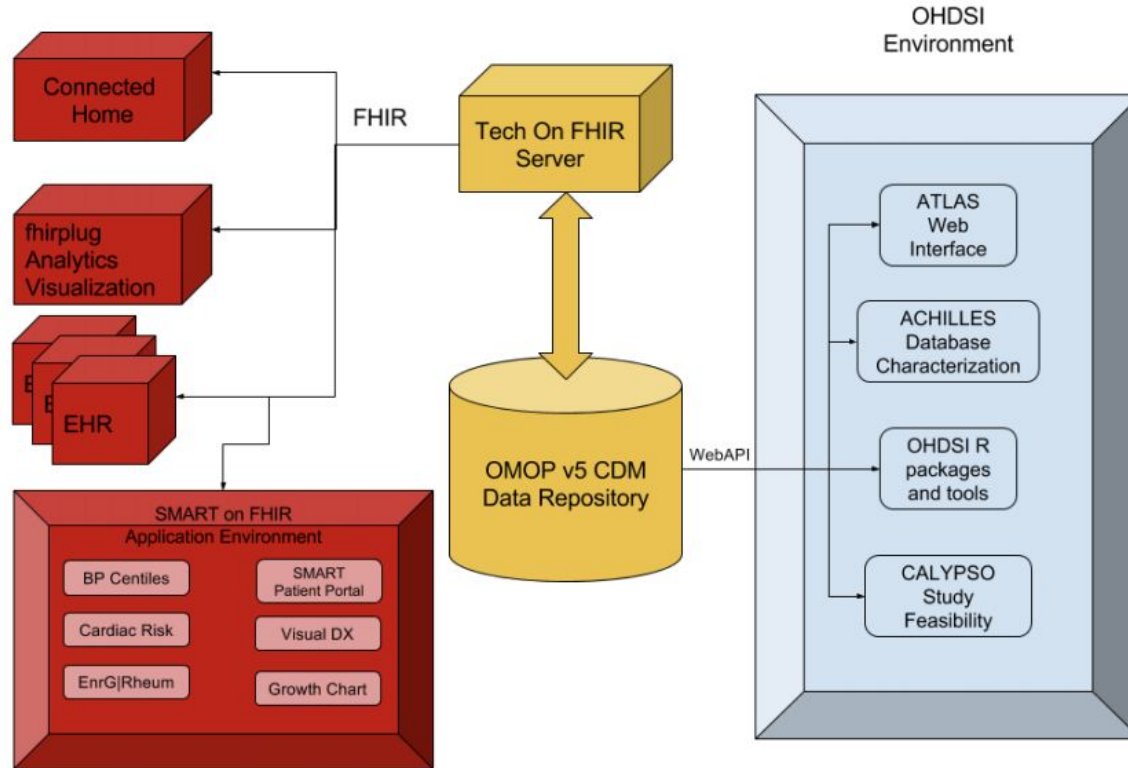 OHDSI
Environment
Connected
Home
FHIR
Tech On FHIR
Server
fhirplug
Analytics
Visualization
E
E
EHR
SMART on FHIR
Application Environment
BP Centiles
SMART
Patient Portal
Cardiac Risk
Visual DX
EnrG|Rheum
Growth Chart
OMOP v5 CDM
Data Repository
WebAPI
ATLAS
Web
Interface
ACHILLES
Database
Characterization
OHDSI R
packages
and tools
CALYPSO
Study
Feasibility